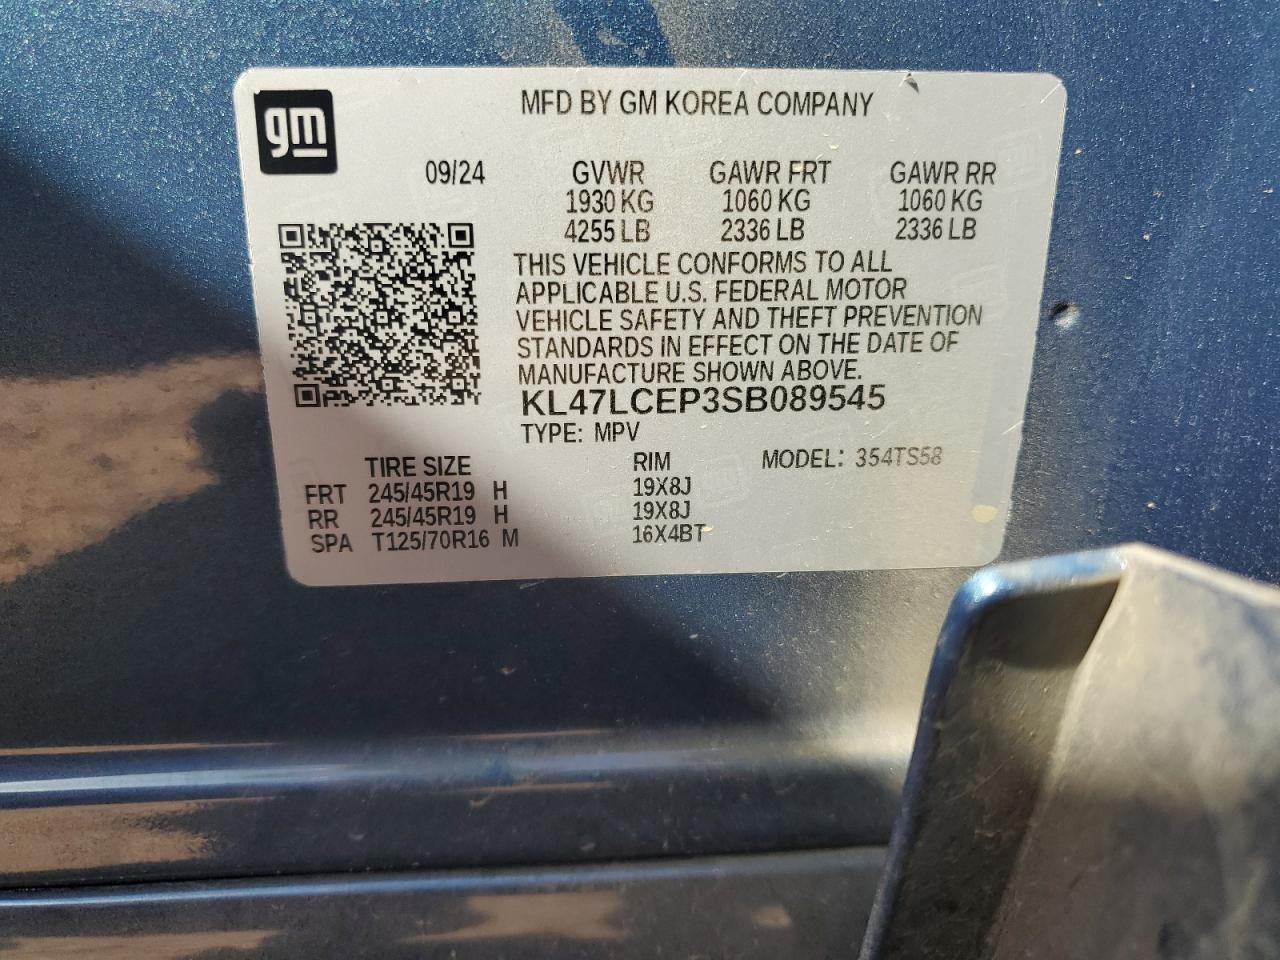 gm
MFD BY GM KOREA COMPANY
09/24 GVWR GAWR FRT GAWR RR
1930 KG 1060 KG 1060 KG
4255 LB 2336 LB 2336 LB
THIS VEHICLE CONFORMS TO ALL
APPLICABLE U.S. FEDERAL MOTOR
VEHICLE SAFETY AND THEFT PREVENTION
STANDARDS IN EFFECT ON THE DATE OF
MANUFACTURE SHOWN ABOVE.
KL47LCEP3SB089545
TYPE: MPV
TIRE SIZE RIM MODEL: 354TS58
FRT 245/45R19 H 19X8J
RR 245/45R19 H 19X8J
SPA T125/70R16 M 16X4BT